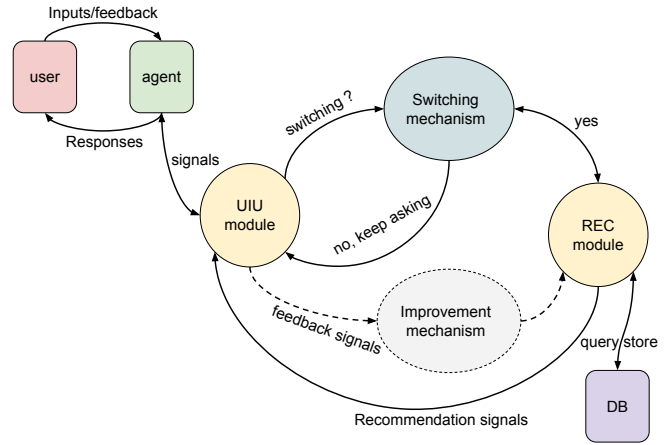 Inputs/feedback
user
agent
Responses
signals
switching ?
Switching
mechanism
yes
UIU
module
no, keep asking
REC
module
feedback signals
Improvement
mechanism
query
store
DB
Recommendation signals